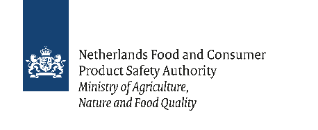 Netherlands Food and Consumer
Product Safety Authority
Ministry of Agriculture,
Nature and Food Quality